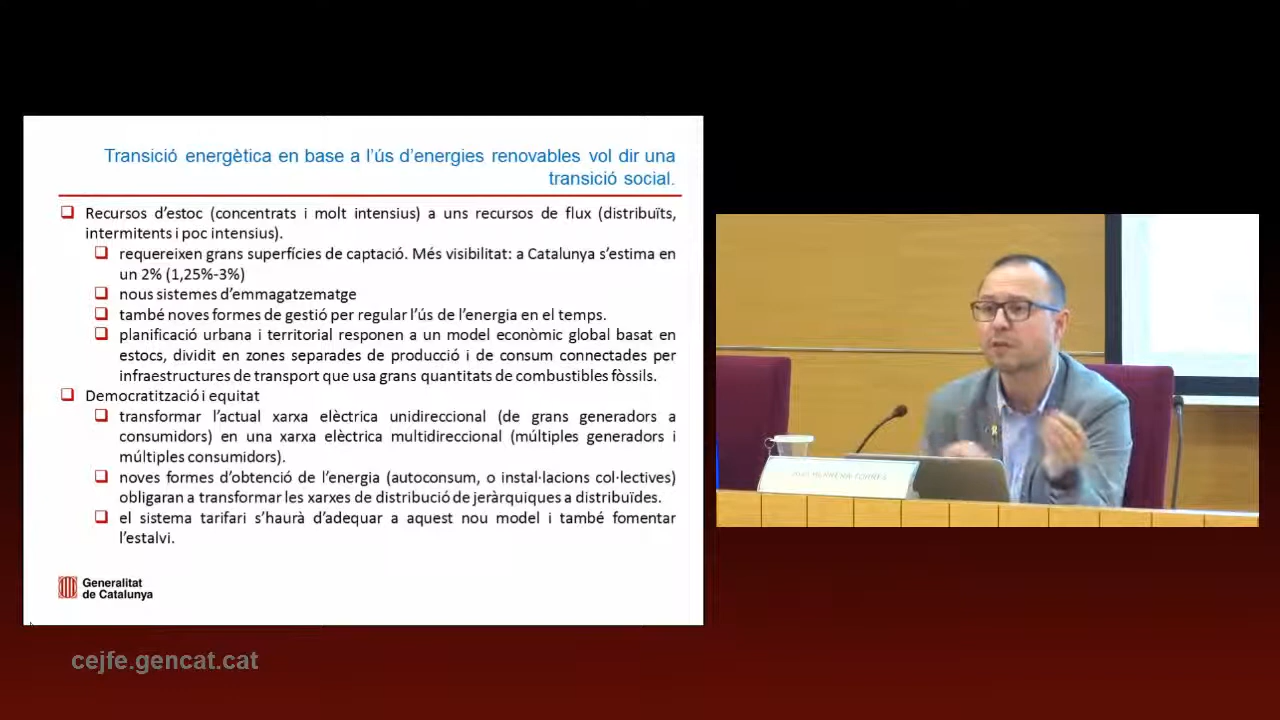 Transició energètica en base a l'ús d'energies renovables vol dir una
transició social.
Recursos d'estoc (concentrats i molt intensius) a uns recursos de flux (distribuïts,
intermitents i poc intensius).
requereixen grans superfícies de captació. Més visibilitat: a Catalunya s'estima en
un 2% (1,25%-3%)
nous sistemes d'emmagatzematge
també noves formes de gestió per regular l'ús de l'energia en el temps.
planificació urbana i territorial responen a un model econòmic global basat en
estocs, dividit en zones separades de producció i de consum connectades per
infraestructures de transport que usa grans quantitats de combustibles fòssils.
Democratització i equitat
transformar l'actual xarxa elèctrica unidireccional (de grans generadors a
consumidors) en una xarxa elèctrica multidireccional (múltiples generadors i
múltiples consumidors).
noves formes d'obtenció de l'energia (autoconsum, o instal·lacions col·lectives)
obligaran a transformar les xarxes de distribució de jeràrquiques a distribuïdes.
el sistema tarifari s'haurà d'adequar a aquest nou model i també fomentar
l'estalvi.
Generalitat
de Catalunya
HERRERA TORRES
cejfe.gencat.cat